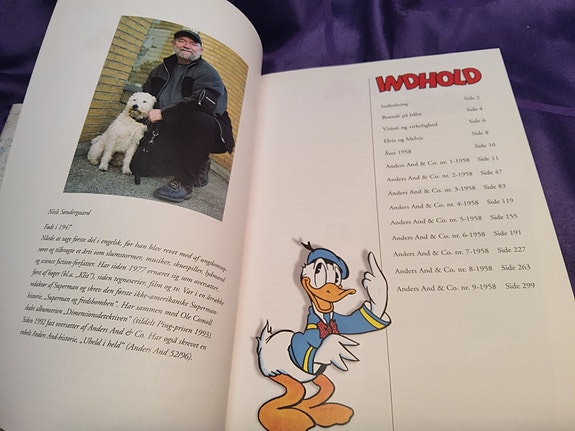 Niels Søndergaard
Født i 1947
Nåede at tage første del i engelsk, før han blev revet med af ungdomsop-
røret og tilbragte et årti som slumstormer, musiker, skuespiller, lydmand
og science fiction-forfatter. Har siden 1977 ernæret sig som oversætter,
først af bøger (bl.a. „Klit"), siden tegneserier, film og tv. Var i en årrække
redaktør af Superman og skrev den første ikke-amerikanske Superman-
historie, „Superman og fredsbomben". Har sammen med Ole Comoll
skabt albumserien „Dimensionsdetektiven" (tildelt Ping-prisen 1993).
Siden 1992 fast oversætter af Anders And & Co. Har også skrevet en
enkelt Anders And-historie, „Uheld i held" (Anders And 52/96).
INDHOLD
Indledning Side 2
Brænde på bålet Side 4
Vision og virkelighed Side 6
Elvis og Melvis Side 8
Året 1958 Side 10
Anders And & Co. nr. 1-1958 Side 11
Anders And & Co. nr. 2-1958 Side 47
Anders And & Co. nr. 3-1958 Side 83
Anders And & Co. nr. 4-1958 Side 119
Anders And & Co. nr. 5-1958 Side 155
Anders And & Co. nr. 6-1958 Side 191
Anders And & Co. nr. 7-1958 Side 227
Anders And & Co. nr. 8-1958 Side 263
Anders And & Co. nr. 9-1958 Side 299